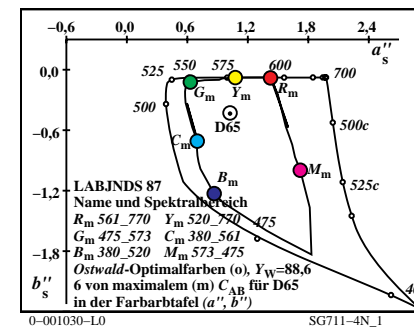 −0,6 0,0 0,6 1,2 1,8 2,4
a''s
525 550 575 600 700
0,0
Gm Ym Rm
500
D65
500c
−0,6
Cm
Mm
525c
Bm
LABJNDS 87
−1,2
Name und Spektralbereich
Rm 561_770 Ym 520_770
475
Gm 475_573 Cm 380_561
Bm 380_520 Mm 573_475
−1,8
Ostwald-Optimalfarben (o), YW=88,6
b''s
6 von maximalem (m) CAB für D65
in der Farbarbtafel (a'', b'')
0−001030−L0 SG711−4N_1